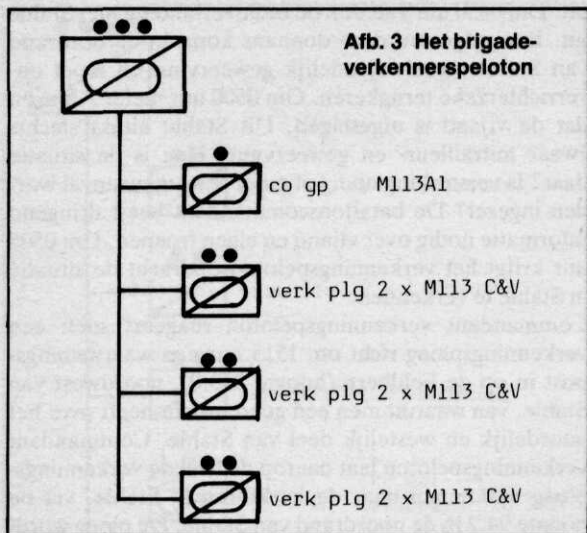 Afb. 3 Het brigade-
verkennerspeloton
co gp M113A1
verk plg 2 x M113 C&V
verk plg 2 x M113 C&V
verk plg 2 x M113 C&V